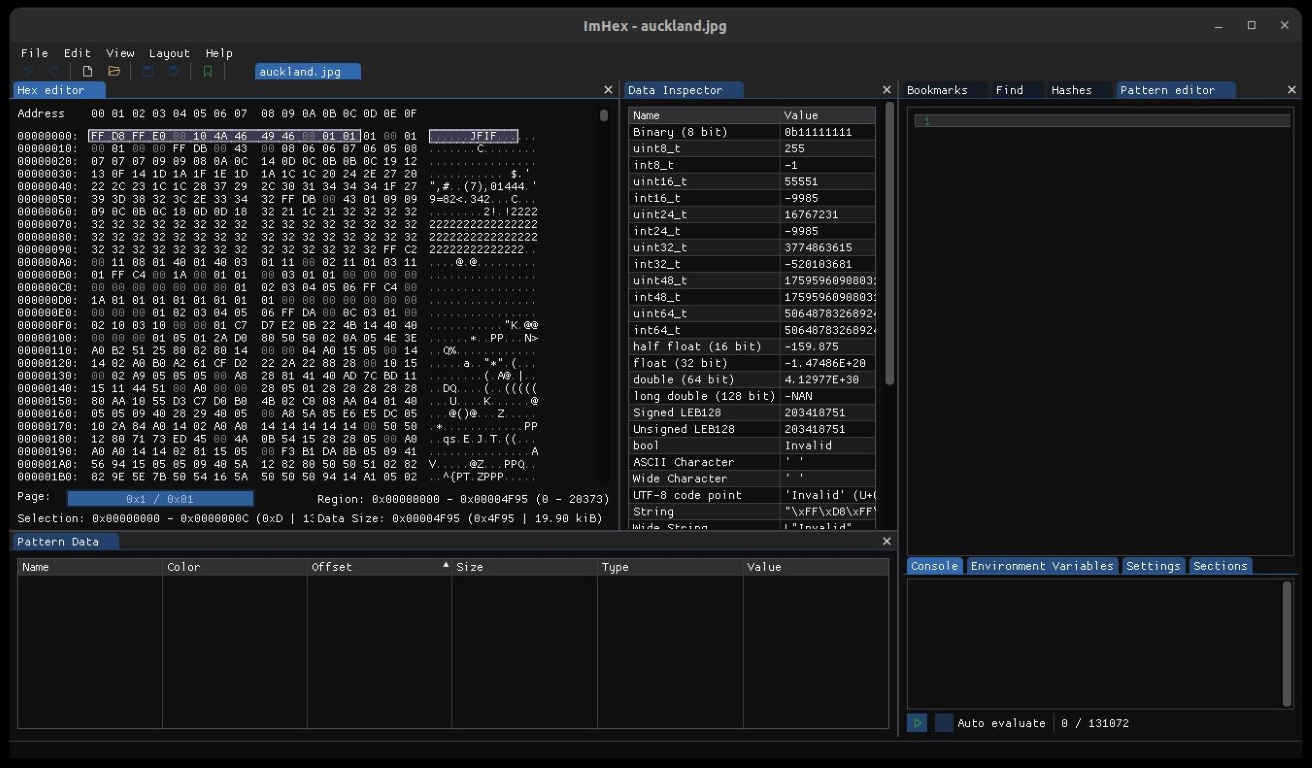 ImHex - auckland.jpg
File Edit View Layout Help
auckland.jpg
Hex editor
Address 00 01 02 03 04 05 06 07 08 09 0A 0B 0C 0D 0E 0F
00000000: FF D8 FF E0 00 10 4A 46 49 46 00 01 01 01 00 01 ......JFIF......
00000010: 00 01 00 00 FF DB 00 43 00 08 06 06 07 06 05 08 .......C........
00000020: 07 07 07 09 09 08 0A 0C 14 0D 0C 0B 0B 0C 19 12 ................
00000030: 13 0F 14 1D 1A 1F 1E 1D 1A 1C 1C 20 24 2E 27 20 ........... $.' 
00000040: 22 2C 23 1C 1C 28 37 29 2C 30 31 34 34 34 1F 27 ",#..(7),01444.'
00000050: 39 3D 38 32 3C 2E 33 34 32 FF DB 00 43 01 09 09 9=82<.342...C...
00000060: 09 0C 0B 0C 18 0D 0D 18 32 21 1C 21 32 32 32 32 ........2!.!2222
00000070: 32 32 32 32 32 32 32 32 32 32 32 32 32 32 32 32 2222222222222222
00000080: 32 32 32 32 32 32 32 32 32 32 32 32 32 32 32 32 2222222222222222
00000090: 32 32 32 32 32 32 32 32 32 32 32 32 32 32 FF C2 22222222222222..
000000A0: 00 11 08 01 40 01 40 03 01 11 00 02 11 01 03 11 ....@.@.........
000000B0: 01 FF C4 00 1A 00 01 01 00 03 01 01 00 00 00 00 ................
000000C0: 00 00 00 00 00 00 00 00 01 02 03 04 05 06 FF C4 00 ................
000000D0: 1A 01 01 01 01 01 01 01 01 00 00 00 00 00 00 00 ................
000000E0: 00 00 01 02 03 04 05 06 FF DA 00 0C 03 01 00 ................
000000F0: 02 10 03 10 00 00 01 C7 D7 E2 0B 22 4B 14 40 40 ..........."K.@@
00000100: 00 00 00 01 05 01 2A D0 80 50 50 02 0A 05 4E 3E ......*..PP...N>
00000110: A0 B2 51 25 80 82 80 14 00 00 04 A0 15 05 00 14 ..Q%............
00000120: 14 82 A0 B0 A2 61 CF D2 22 2A 22 88 28 00 10 15 .....a.."*".(...
00000130: 00 02 A9 05 05 05 00 A8 28 81 41 40 AD 7C BD 11 ........(.A@.|..
00000140: 15 11 44 51 00 A0 00 00 28 05 01 28 28 28 28 28 ..DQ....(..(((((
00000150: 80 AA 10 55 D3 C7 D0 B0 4B 02 C0 08 AA 04 01 40 ...U....K......@
00000160: 05 05 09 40 28 29 40 05 00 A8 5A 85 E6 E5 DC 05 ...@()@...Z.....
00000170: 10 2A 84 A0 14 02 A0 A0 14 14 14 14 14 00 50 50 .*............PP
00000180: 12 80 71 73 ED 45 00 4A 0B 54 15 28 28 05 00 A0 ..qs.E.J.T.((...
00000190: A0 A0 14 14 02 81 15 05 00 F3 B1 DA 8B 05 09 41 ...............A
000001A0: 56 94 15 05 05 09 40 5A 12 82 80 50 50 51 02 82 V.....@Z...PPQ..
000001B0: 82 9E 5E 7B 50 54 16 5A 50 50 50 94 14 A1 05 02 ..^{PT.ZPPP.....
Page: 0x1 / 0x01 Region: 0x00000000 - 0x00004F95 (0 - 20373)
Selection: 0x00000000 - 0x0000000C (0xD | 13 Data Size: 0x00004F95 (0x4F95 | 19.90 kiB)
Data Inspector
Name Value
Binary (8 bit) 0b11111111
uint8_t 255
int8_t -1
uint16_t 55551
int16_t -9985
uint24_t 16767231
int24_t -9985
uint32_t 3774863615
int32_t -520103681
uint48_t 1759596098803
int48_t 1759596098803
uint64_t 50648783268924
int64_t 50648783268924
half float (16 bit) -159.875
float (32 bit) -1.47486E+20
double (64 bit) 4.12977E+30
long double (128 bit) -NAN
Signed LEB128 203418751
Unsigned LEB128 203418751
bool Invalid
ASCII Character ' '
Wide Character ' '
UTF-8 code point 'Invalid' (U+
String "\xFF\xD8\xFF\
Wide String L"Invalid"
Bookmarks Find Hashes Pattern editor
1
Console Environment Variables Settings Sections
Auto evaluate 0 / 131072
Pattern Data
Name Color Offset Size Type Value